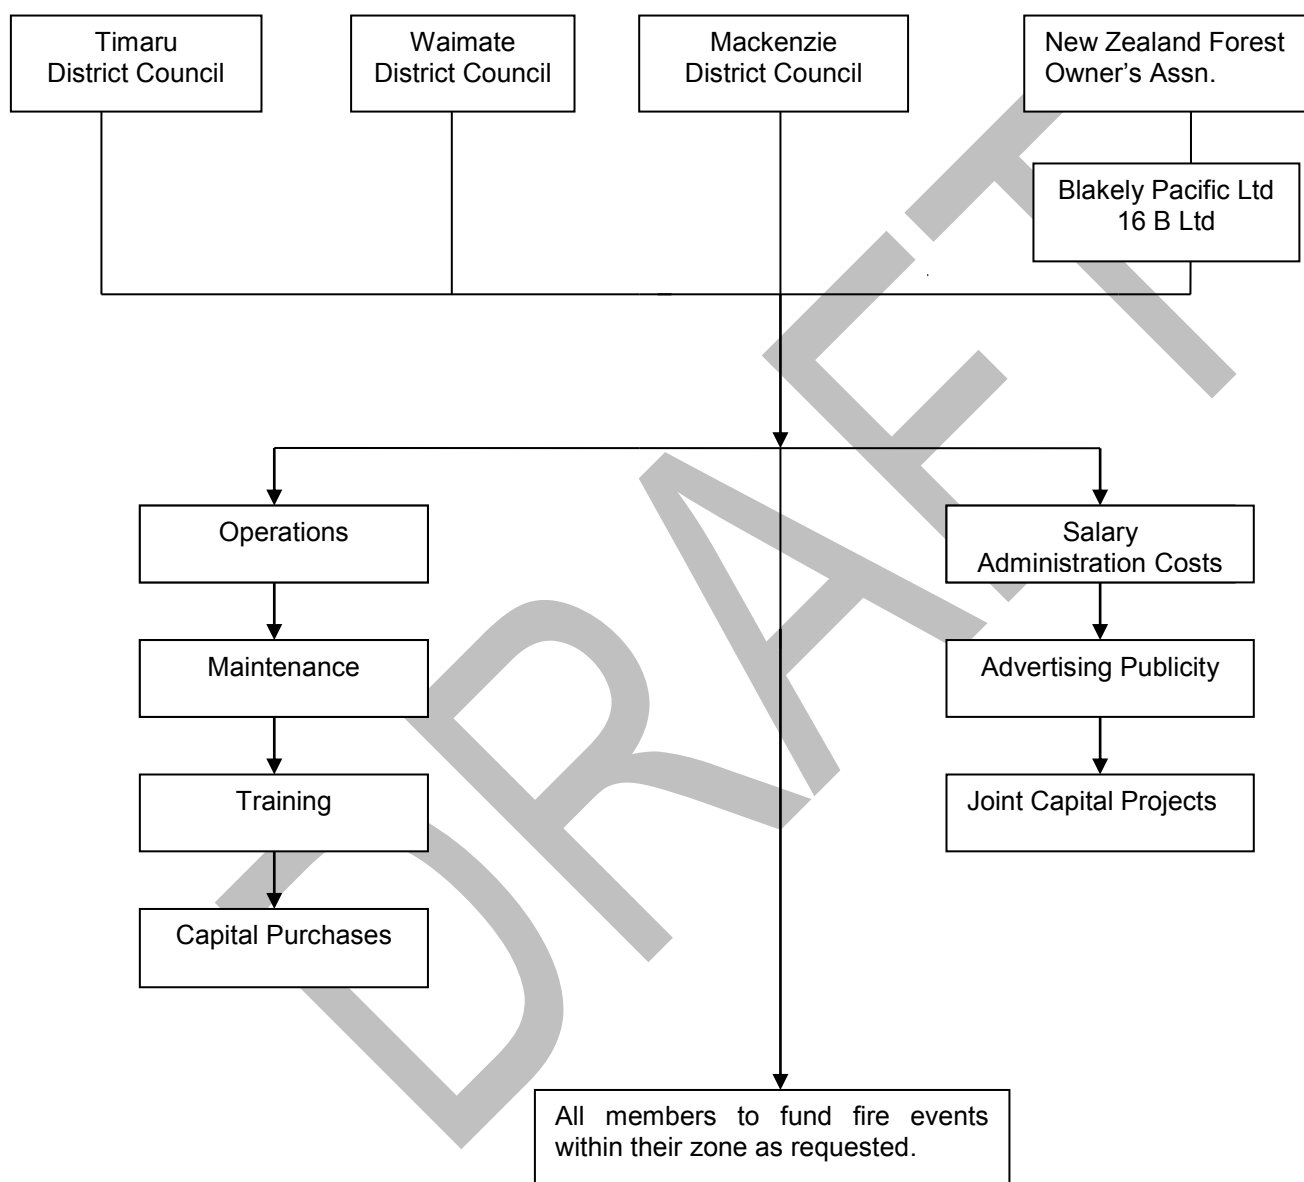 Timaru
District Council
Waimate
District Council
Mackenzie
District Council
New Zealand Forest
Owner's Assn.
Blakely Pacific Ltd
16 B Ltd
Operations
Salary
Administration Costs
Maintenance
Advertising Publicity
Training
Joint Capital Projects
Capital Purchases
All members to fund fire events
within their zone as requested.
DRAFT